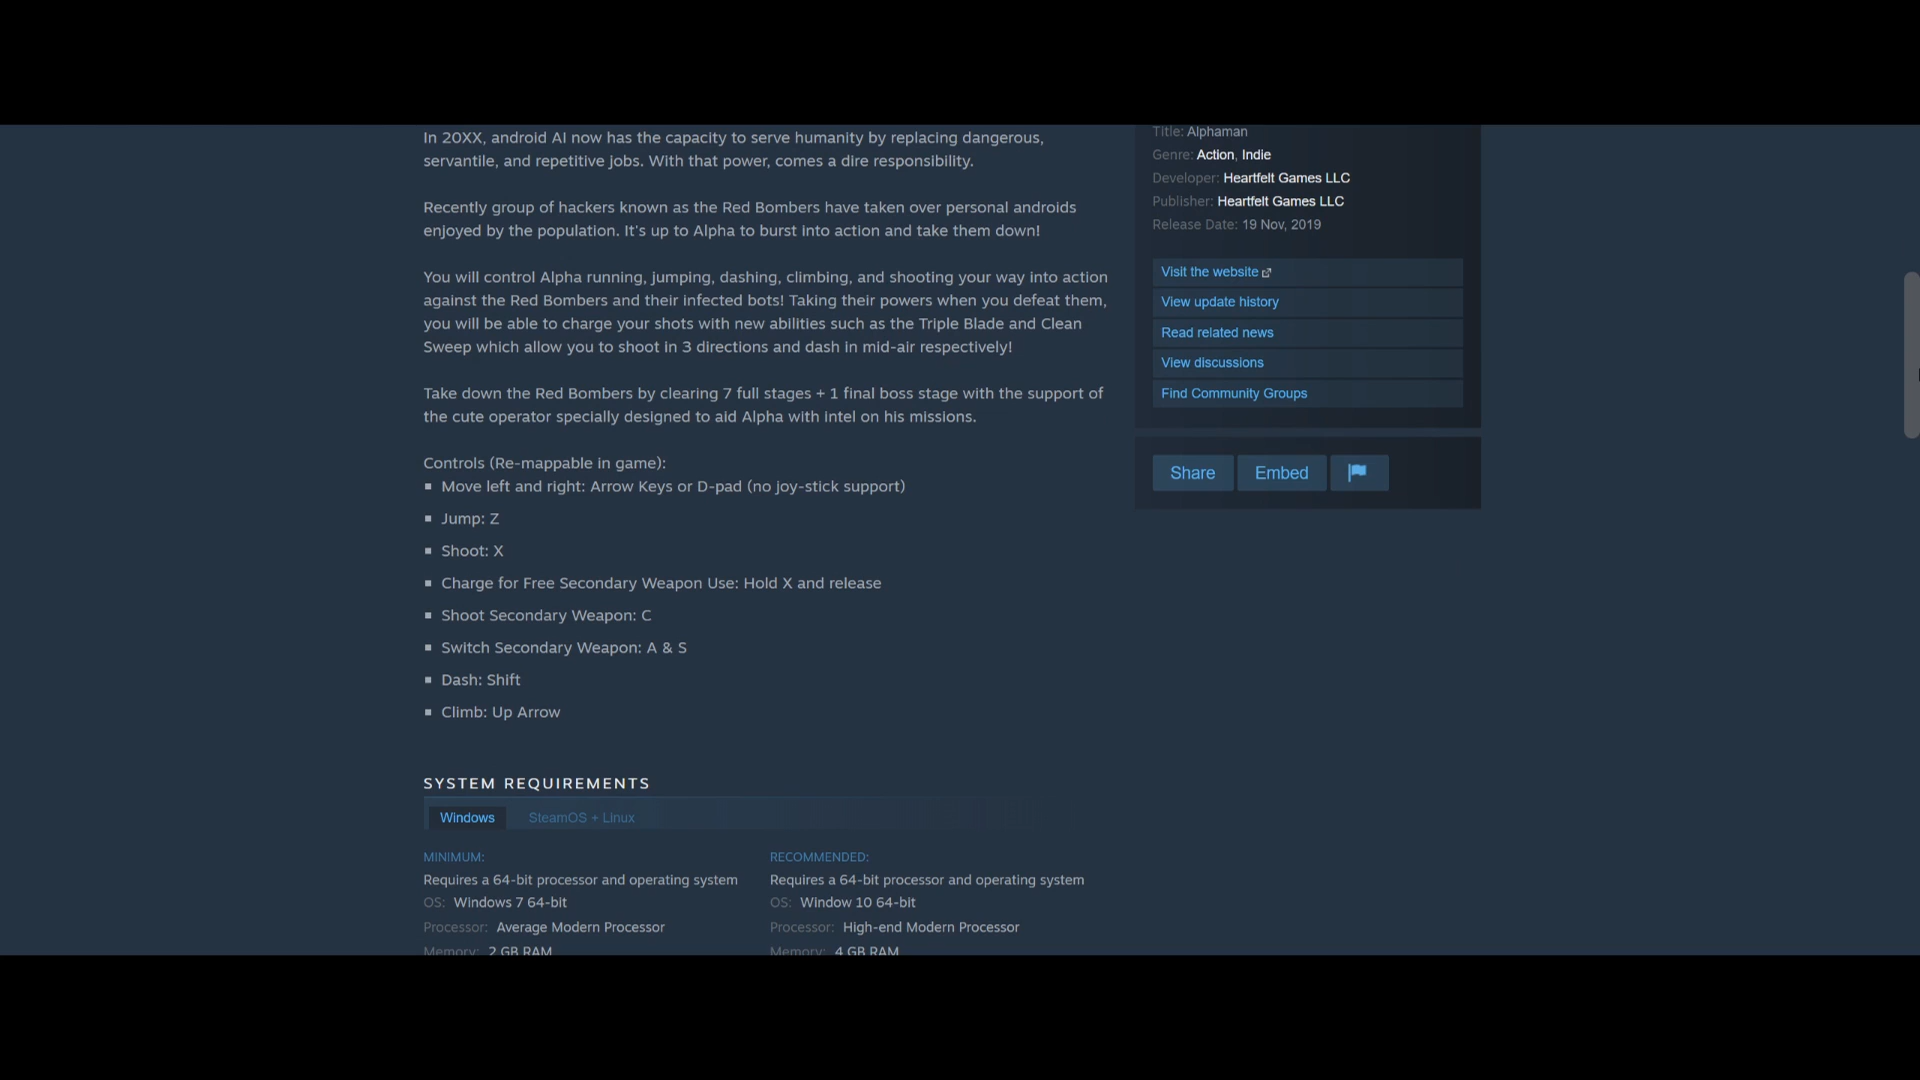 In 20XX, android AI now has the capacity to serve humanity by replacing dangerous,
servantile, and repetitive jobs. With that power, comes a dire responsibility.
Recently group of hackers known as the Red Bombers have taken over personal androids
enjoyed by the population. It's up to Alpha to burst into action and take them down!
You will control Alpha running, jumping, dashing, climbing, and shooting your way into action
against the Red Bombers and their infected bots! Taking their powers when you defeat them,
you will be able to charge your shots with new abilities such as the Triple Blade and Clean
Sweep which allow you to shoot in 3 directions and dash in mid-air respectively!
Take down the Red Bombers by clearing 7 full stages + 1 final boss stage with the support of
the cute operator specially designed to aid Alpha with intel on his missions.
Controls (Re-mappable in game):
Move left and right: Arrow Keys or D-pad (no joy-stick support)
Jump: Z
Shoot: X
Charge for Free Secondary Weapon Use: Hold X and release
Shoot Secondary Weapon: C
Switch Secondary Weapon: A & S
Dash: Shift
Climb: Up Arrow
SYSTEM REQUIREMENTS
Windows SteamOS + Linux
MINIMUM:
Requires a 64-bit processor and operating system
OS: Windows 7 64-bit
Processor: Average Modern Processor
Memory: 2 GB RAM
RECOMMENDED:
Requires a 64-bit processor and operating system
OS: Window 10 64-bit
Processor: High-end Modern Processor
Memory: 4 GB RAM
Title: Alphaman
Genre: Action, Indie
Developer: Heartfelt Games LLC
Publisher: Heartfelt Games LLC
Release Date: 19 Nov, 2019
Visit the website
View update history
Read related news
View discussions
Find Community Groups
Share Embed